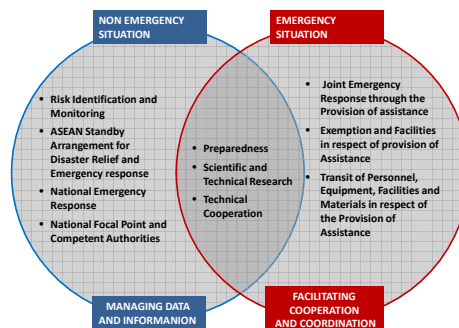 NON EMERGENCY
SITUATION
EMERGENCY
SITUATION
• Risk Identification and
Monitoring
• ASEAN Standby
Arrangement for
Disaster Relief and
Emergency response
• National Emergency
Response
• National Focal Point and
Competent Authorities
• Preparedness
• Scientific and
Technical Research
• Technical
Cooperation
• Joint Emergency
Response through the
Provision of assistance
• Exemption and Facilities
in respect of provision of
Assistance
• Transit of Personnel,
Equipment, Facilities and
Materials in respect of
the Provision of
Assistance
MANAGING DATA
AND INFORMANION
FACILITATING
COOPERATION
AND COORDINATION